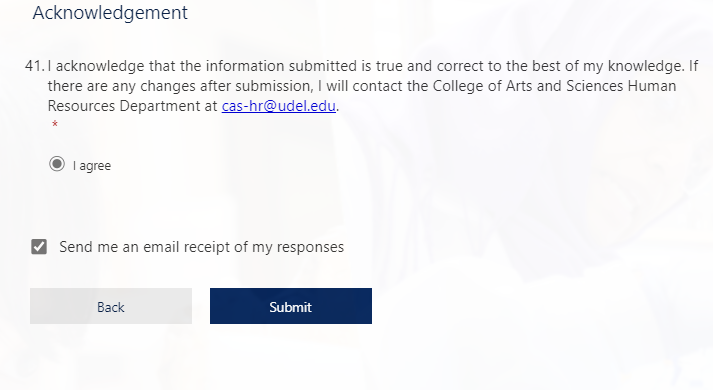 Acknowledgement
41. I acknowledge that the information submitted is true and correct to the best of my knowledge. If
there are any changes after submission, I will contact the College of Arts and Sciences Human
Resources Department at cas-hr@udel.edu.
*
I agree
Send me an email receipt of my responses
Back
Submit